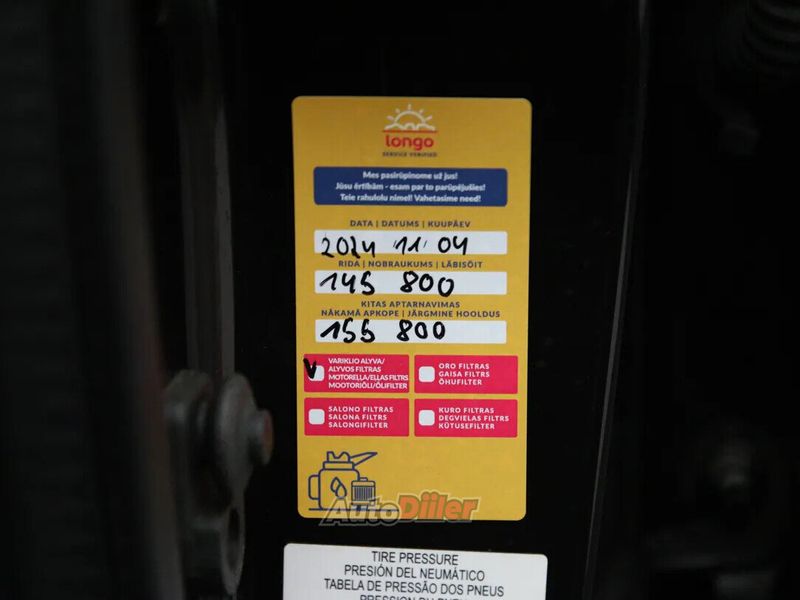 longo
SERVICE VERIFIED
Mes pasirūpinome už jus!
Jūsu ērtībām - esam par to parūpējušies!
Teie rahulolu nimel! Vahetasime need!
DATA | DATUMS | KUUPÄEV
2024 11 04
RIDA | NOBRAUKUMS | LÄBISÕIT
145 800
KITAS APTARNAVIMAS
NĀKAMĀ APKOPE | JÄRGMINE HOOLDUS
155 800
V
VARIKLIO ALYVA/
ALYVOS FILTRAS
MOTORELLA/ELLAS FILTRS
MOOTORIÕLI/ÕLIFILTER
ORO FILTRAS
GAISA FILTRS
ÕHUFILTER
SALONO FILTRAS
SALONA FILTRS
SALONGIFILTER
KURO FILTRAS
DEGVIELAS FILTRS
KÜTUSEFILTER
AutoDiiler
TIRE PRESSURE
PRESIÓN DEL NEUMÁTICO
TABELA DE PRESSÃO DOS PNEUS